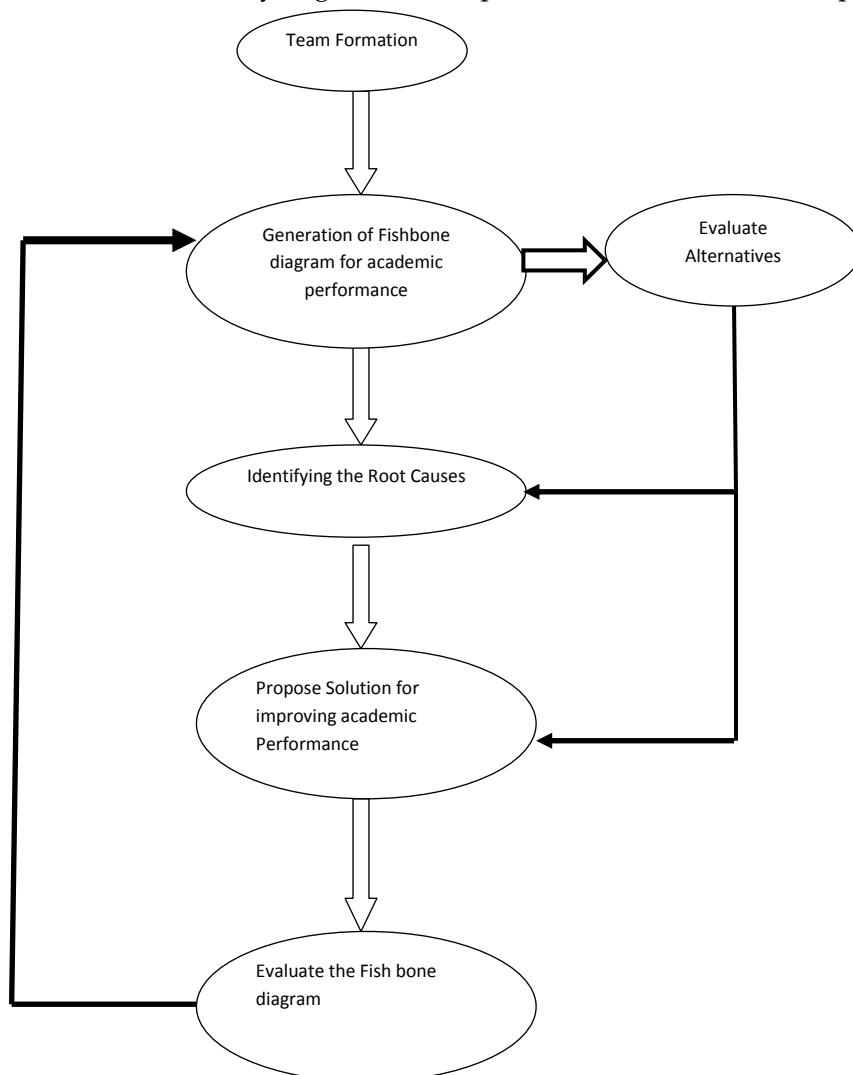 Team Formation
Generation of Fishbone
diagram for academic
performance
Evaluate
Alternatives
Identifying the Root Causes
Propose Solution for
improving academic
Performance
Evaluate the Fish bone
diagram